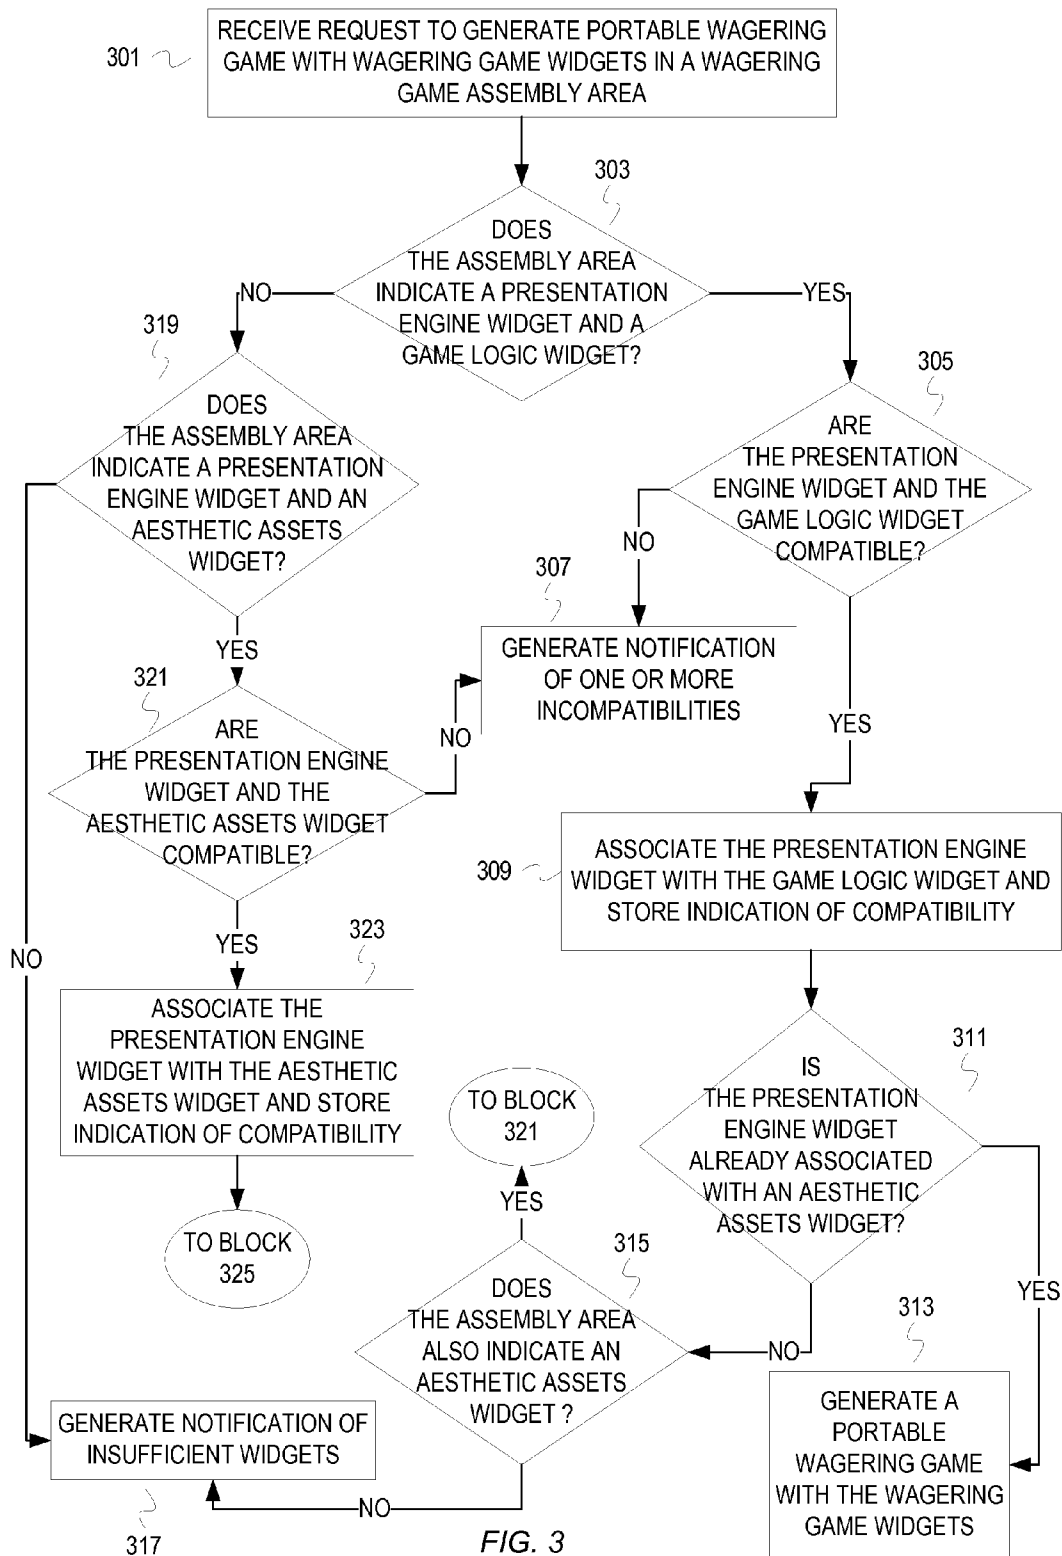 RECEIVE REQUEST TO GENERATE PORTABLE WAGERING
GAME WITH WAGERING GAME WIDGETS IN A WAGERING
GAME ASSEMBLY AREA
301
303
DOES
THE ASSEMBLY AREA
INDICATE A PRESENTATION
ENGINE WIDGET AND A
GAME LOGIC WIDGET?
NO
YES
319
DOES
THE ASSEMBLY AREA
INDICATE A PRESENTATION
ENGINE WIDGET AND AN
AESTHETIC ASSETS
WIDGET?
305
ARE
THE PRESENTATION
ENGINE WIDGET AND THE
GAME LOGIC WIDGET
COMPATIBLE?
NO
307
GENERATE NOTIFICATION
OF ONE OR MORE
INCOMPATIBILITIES
YES
321
ARE
THE PRESENTATION ENGINE
WIDGET AND THE
AESTHETIC ASSETS WIDGET
COMPATIBLE?
NO
YES
309
ASSOCIATE THE PRESENTATION ENGINE
WIDGET WITH THE GAME LOGIC WIDGET AND
STORE INDICATION OF COMPATIBILITY
YES
NO
323
ASSOCIATE THE
PRESENTATION ENGINE
WIDGET WITH THE AESTHETIC
ASSETS WIDGET AND STORE
INDICATION OF COMPATIBILITY
TO BLOCK
325
311
IS
THE PRESENTATION
ENGINE WIDGET
ALREADY ASSOCIATED
WITH AN AESTHETIC
ASSETS WIDGET?
TO BLOCK
321
YES
315
DOES
THE ASSEMBLY AREA
ALSO INDICATE AN
AESTHETIC ASSETS
WIDGET ?
NO
YES
313
GENERATE A
PORTABLE
WAGERING GAME
WITH THE WAGERING
GAME WIDGETS
GENERATE NOTIFICATION OF
INSUFFICIENT WIDGETS
NO
317
FIG. 3